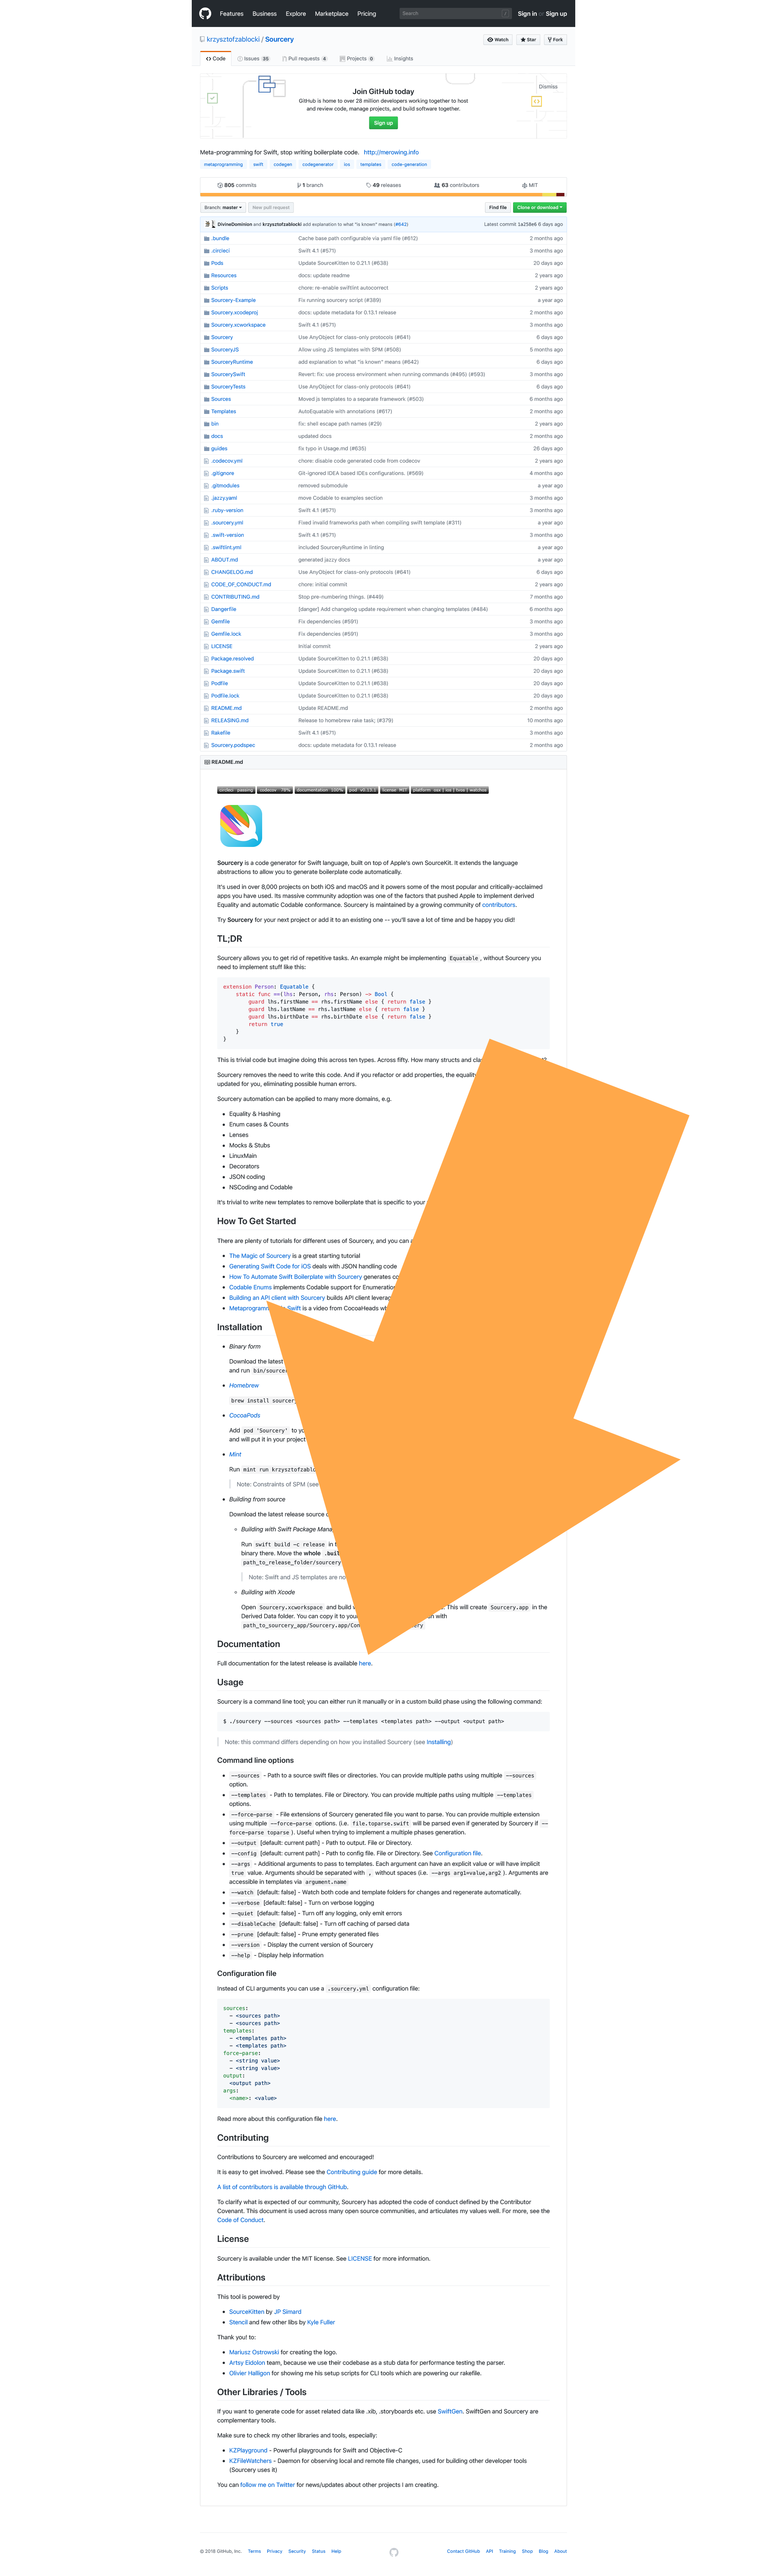 Features Business Explore Marketplace Pricing Search / Sign in or Sign up
krzysztofzablocki / Sourcery Watch Star Fork
Code Issues 35 Pull requests 4 Projects 0 Insights
Dismiss
Join GitHub today
GitHub is home to over 28 million developers working together to host
and review code, manage projects, and build software together.
Sign up
Meta-programming for Swift, stop writing boilerplate code. http://merowing.info
metaprogramming swift codegen codegenerator ios templates code-generation
805 commits 1 branch 49 releases 63 contributors MIT
Branch: master New pull request Find file Clone or download
DivineDominion and krzysztofzablocki add explanation to what "is known" means (#642) Latest commit 1a258e6 6 days ago
.bundle Cache base path configurable via yaml file (#612) 2 months ago
.circleci Swift 4.1 (#571) 3 months ago
Pods Update SourceKitten to 0.21.1 (#638) 20 days ago
Resources docs: update readme 2 years ago
Scripts chore: re-enable swiftlint autocorrect 2 years ago
Sourcery-Example Fix running sourcery script (#389) a year ago
Sourcery.xcodeproj docs: update metadata for 0.13.1 release 2 months ago
Sourcery.xcworkspace Swift 4.1 (#571) 3 months ago
Sourcery Use AnyObject for class-only protocols (#641) 6 days ago
SourceryJS Allow using JS templates with SPM (#508) 5 months ago
SourceryRuntime add explanation to what "is known" means (#642) 6 days ago
SourcerySwift Revert: fix: use process environment when running commands (#495) (#593) 3 months ago
SourceryTests Use AnyObject for class-only protocols (#641) 6 days ago
Sources Moved js templates to a separate framework (#503) 6 months ago
Templates AutoEquatable with annotations (#617) 2 months ago
bin fix: shell escape path names (#29) 2 years ago
docs updated docs 2 months ago
guides fix typo in Usage.md (#635) 26 days ago
.codecov.yml chore: disable code generated code from codecov 2 years ago
.gitignore Git-ignored IDEA based IDEs configurations. (#569) 4 months ago
.gitmodules removed submodule a year ago
.jazzy.yaml move Codable to examples section 3 months ago
.ruby-version Swift 4.1 (#571) 3 months ago
.sourcery.yml Fixed invalid frameworks path when compiling swift template (#311) a year ago
.swift-version Swift 4.1 (#571) 3 months ago
.swiftlint.yml Included SourceryRuntime in linting a year ago
ABOUT.md generated jazzy docs a year ago
CHANGELOG.md Use AnyObject for class-only protocols (#641) 6 days ago
CODE_OF_CONDUCT.md chore: initial commit 2 years ago
CONTRIBUTING.md Stop pre-numbering things. (#449) 7 months ago
Dangerfile [danger] Add changelog update requirement when changing templates (#484) 6 months ago
Gemfile Fix dependencies (#591) 3 months ago
Gemfile.lock Fix dependencies (#591) 3 months ago
LICENSE Initial commit 2 years ago
Package.resolved Update SourceKitten to 0.21.1 (#638) 20 days ago
Package.swift Update SourceKitten to 0.21.1 (#638) 20 days ago
Podfile Update SourceKitten to 0.21.1 (#638) 20 days ago
Podfile.lock Update SourceKitten to 0.21.1 (#638) 20 days ago
README.md Update README.md 2 months ago
RELEASING.md Release to homebrew rake task; (#379) 10 months ago
Rakefile Swift 4.1 (#571) 3 months ago
Sourcery.podspec docs: update metadata for 0.13.1 release 2 months ago
README.md
circleci passing codecov 78% documentation 100% pod v0.13.1 license MIT platform osx | ios | tvos | watchos
Sourcery is a code generator for Swift language, built on top of Apple's own SourceKit. It extends the language
abstractions to allow you to generate boilerplate code automatically.
It's used in over 8,000 projects on both iOS and macOS and it powers some of the most popular and critically-acclaimed
apps you have used. Its massive community adoption was one of the factors that pushed Apple to implement derived
Equality and automatic Codable conformance. Sourcery is maintained by a growing community of contributors.
Try Sourcery for your next project or add it to an existing one -- you'll save a lot of time and be happy you did!
TL;DR
Sourcery allows you to get rid of repetitive tasks. An example might be implementing Equatable, without Sourcery you
need to implement stuff like this:
extension Person: Equatable {
static func ==(lhs: Person, rhs: Person) -> Bool {
guard lhs.firstName == rhs.firstName else { return false }
guard lhs.lastName == rhs.lastName else { return false }
guard lhs.birthDate == rhs.birthDate else { return false }
return true
}
}
This is trivial code but imagine doing this across ten types. Across fifty. How many structs and
Sourcery removes the need to write this code. And if you refactor or add properties, the
updated for you, eliminating possible human errors.
Sourcery automation can be applied to many more domains, e.g.
• Equality & Hashing
• Enum cases & Counts
• Lenses
• Mocks & Stubs
• LinuxMain
• Decorators
• JSON coding
• NSCoding and Codable
It's trivial to write new templates to remove boilerplate that is specific to your
How To Get Started
There are plenty of tutorials for different uses of Sourcery, and you can
• The Magic of Sourcery is a great starting tutorial
• Generating Swift Code for iOS deals with JSON handling code
• How To Automate Swift Boilerplate with Sourcery generates
• Codable Enums implements Codable support for
• Building an API client with Sourcery builds API client
• Swift is a video from CocoaHeads
Installation
• Binary form
Download the latest
and run
• Homebrew
brew install
• CocoaPods
Add pod 'Sourcery' to
and will put it in your project
• Mint
Run mint run
Note: Constraints of SPM (see
• Building from source
Download the latest release source
◦ Building with Swift Package
Run swift build -c release in
binary there. Move the whole
path_to_release_folder/sourcery
Note: Swift and JS templates are
◦ Building with Xcode
Open Sourcery.xcworkspace and build This will create Sourcery.app in the
Derived Data folder. You can copy it to with
path_to_sourcery_app/Sourcery.app/
Documentation
Full documentation for the latest release is available here.
Usage
Sourcery is a command line tool; you can either run it manually or in a custom build phase using the following command:
$ ./sourcery --sources <sources path> --templates <templates path> --output <output path>
Note: this command differs depending on how you installed Sourcery (see Installing)
Command line options
• --sources - Path to a source swift files or directories. You can provide multiple paths using multiple --sources
option.
• --templates - Path to templates. File or Directory. You can provide multiple paths using multiple --templates
options.
• --force-parse - File extensions of Sourcery generated file you want to parse. You can provide multiple extension
using multiple --force-parse options. (i.e. file.toparse.swift will be parsed even if generated by Sourcery if --
force-parse toparse ). Useful when trying to implement a multiple phases generation.
• --output [default: current path] - Path to output. File or Directory.
• --config [default: current path] - Path to config file. File or Directory. See Configuration file.
• --args - Additional arguments to pass to templates. Each argument can have an explicit value or will have implicit
true value. Arguments should be separated with , without spaces (i.e. --args arg1=value,arg2 ). Arguments are
accessible in templates via argument.name
• --watch [default: false] - Watch both code and template folders for changes and regenerate automatically.
• --verbose [default: false] - Turn on verbose logging
• --quiet [default: false] - Turn off any logging, only emit errors
• --disableCache [default: false] - Turn off caching of parsed data
• --prune [default: false] - Prune empty generated files
• --version - Display the current version of Sourcery
• --help - Display help information
Configuration file
Instead of CLI arguments you can use a .sourcery.yml configuration file:
sources:
- <sources path>
- <sources path>
templates:
- <templates path>
- <templates path>
force-parse:
- <string value>
- <string value>
output:
<output path>
args:
<name>: <value>
Read more about this configuration file here.
Contributing
Contributions to Sourcery are welcomed and encouraged!
It is easy to get involved. Please see the Contributing guide for more details.
A list of contributors is available through GitHub.
To clarify what is expected of our community, Sourcery has adopted the code of conduct defined by the Contributor
Covenant. This document is used across many open source communities, and articulates my values well. For more, see the
Code of Conduct.
License
Sourcery is available under the MIT license. See LICENSE for more information.
Attributions
This tool is powered by
• SourceKitten by JP Simard
• Stencil and few other libs by Kyle Fuller
Thank you! to:
• Mariusz Ostrowski for creating the logo.
• Artsy Eidolon team, because we use their codebase as a stub data for performance testing the parser.
• Olivier Halligon for showing me his setup scripts for CLI tools which are powering our rakefile.
Other Libraries / Tools
If you want to generate code for asset related data like .xib, .storyboards etc. use SwiftGen. SwiftGen and Sourcery are
complementary tools.
Make sure to check my other libraries and tools, especially:
• KZPlayground - Powerful playgrounds for Swift and Objective-C
• KZFileWatchers - Daemon for observing local and remote file changes, used for building other developer tools
(Sourcery uses it)
You can follow me on Twitter for news/updates about other projects I am creating.
© 2018 GitHub, Inc. Terms Privacy Security Status Help Contact GitHub API Training Shop Blog About